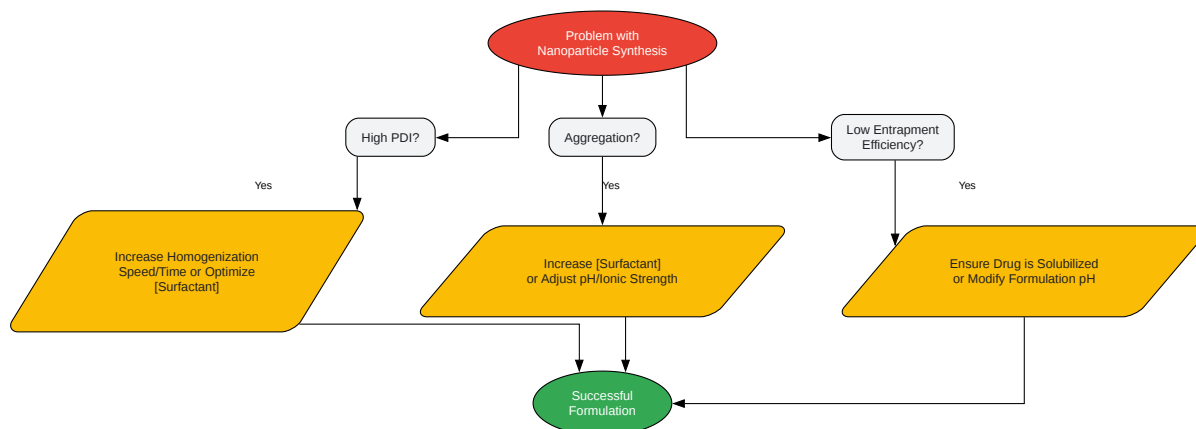 Problem with
Nanoparticle Synthesis
High PDI?
Aggregation?
Low Entrapment
Efficiency?
Yes
Yes
Yes
Increase Homogenization
Speed/Time or Optimize
[Surfactant]
Increase [Surfactant]
or Adjust pH/Ionic Strength
Ensure Drug is Solubilized
or Modify Formulation pH
Successful
Formulation